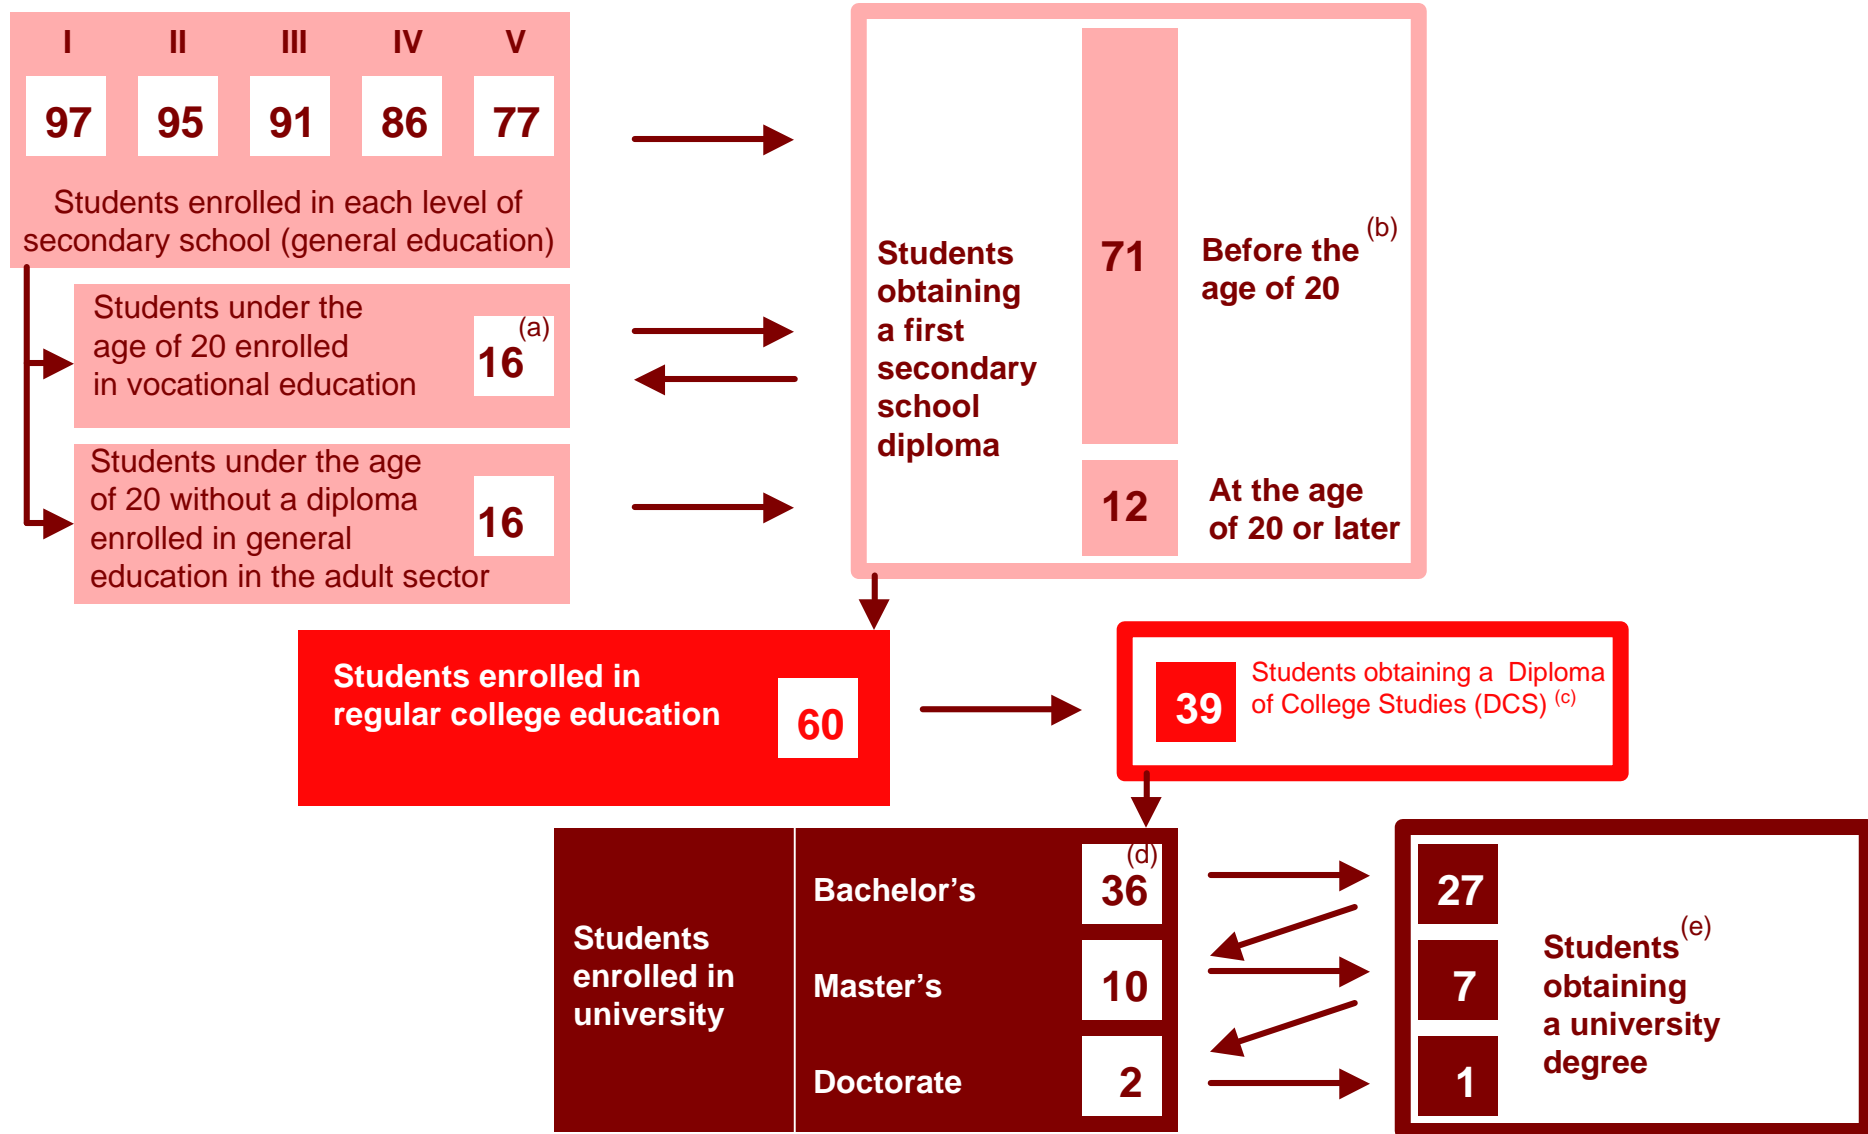 I II III IV V
97 95 91 86 77
Students enrolled in each level of
secondary school (general education)
Students under the
age of 20 enrolled
in vocational education
16 (a)
Students under the age
of 20 without a diploma
enrolled in general
education in the adult sector
16
Students
obtaining
a first
secondary
school
diploma
71
Before the (b)
age of 20
12
At the age
of 20 or later
Students enrolled in
regular college education
60
39
Students obtaining a Diploma
of College Studies (DCS) (c)
Students
enrolled in
university
Bachelor's
36 (d)
Master's
10
Doctorate
2
27
7
1
Students (e)
obtaining
a university
degree